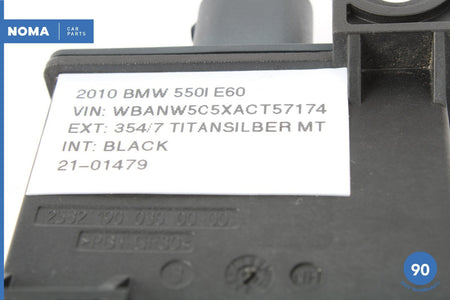 NOMA
CAR
PARTS
2010 BMW 550I E60
VIN: WBANW5C5XACT57174
EXT: 354/7 TITANSILBER MT
INT: BLACK
21-01479
90